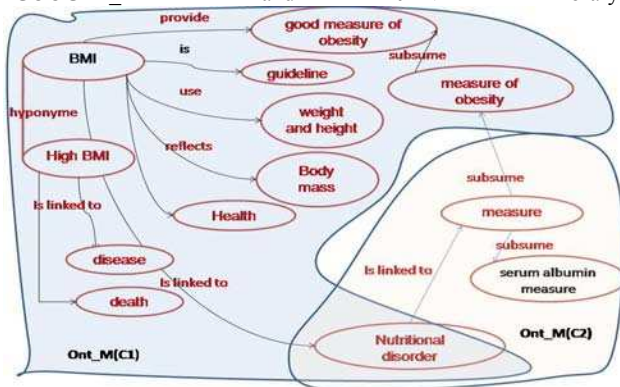 provide
good measure of
obesity
BMI
is
subsume
guideline
measure of
obesity
use
weight
and height
hyponyme
High BMI
reflects
Body
mass
subsume
Is linked to
Health
measure
subsume
disease
Is linked to
serum albumin
measure
Is linked to
death
Nutritional
disorder
Ont_M(C2)
Ont_M(C1)